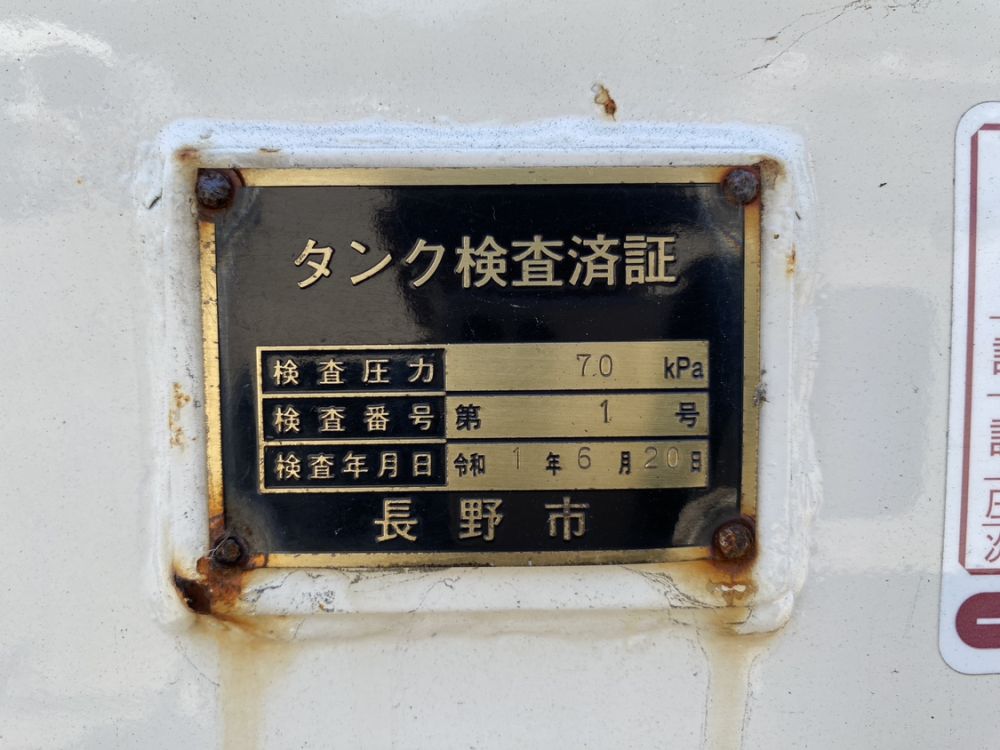 タンク検査済証
検査圧力 70 kPa
検査番号 第 1 号
検査年月日 令和 1 年 6 月 20 日
長野市